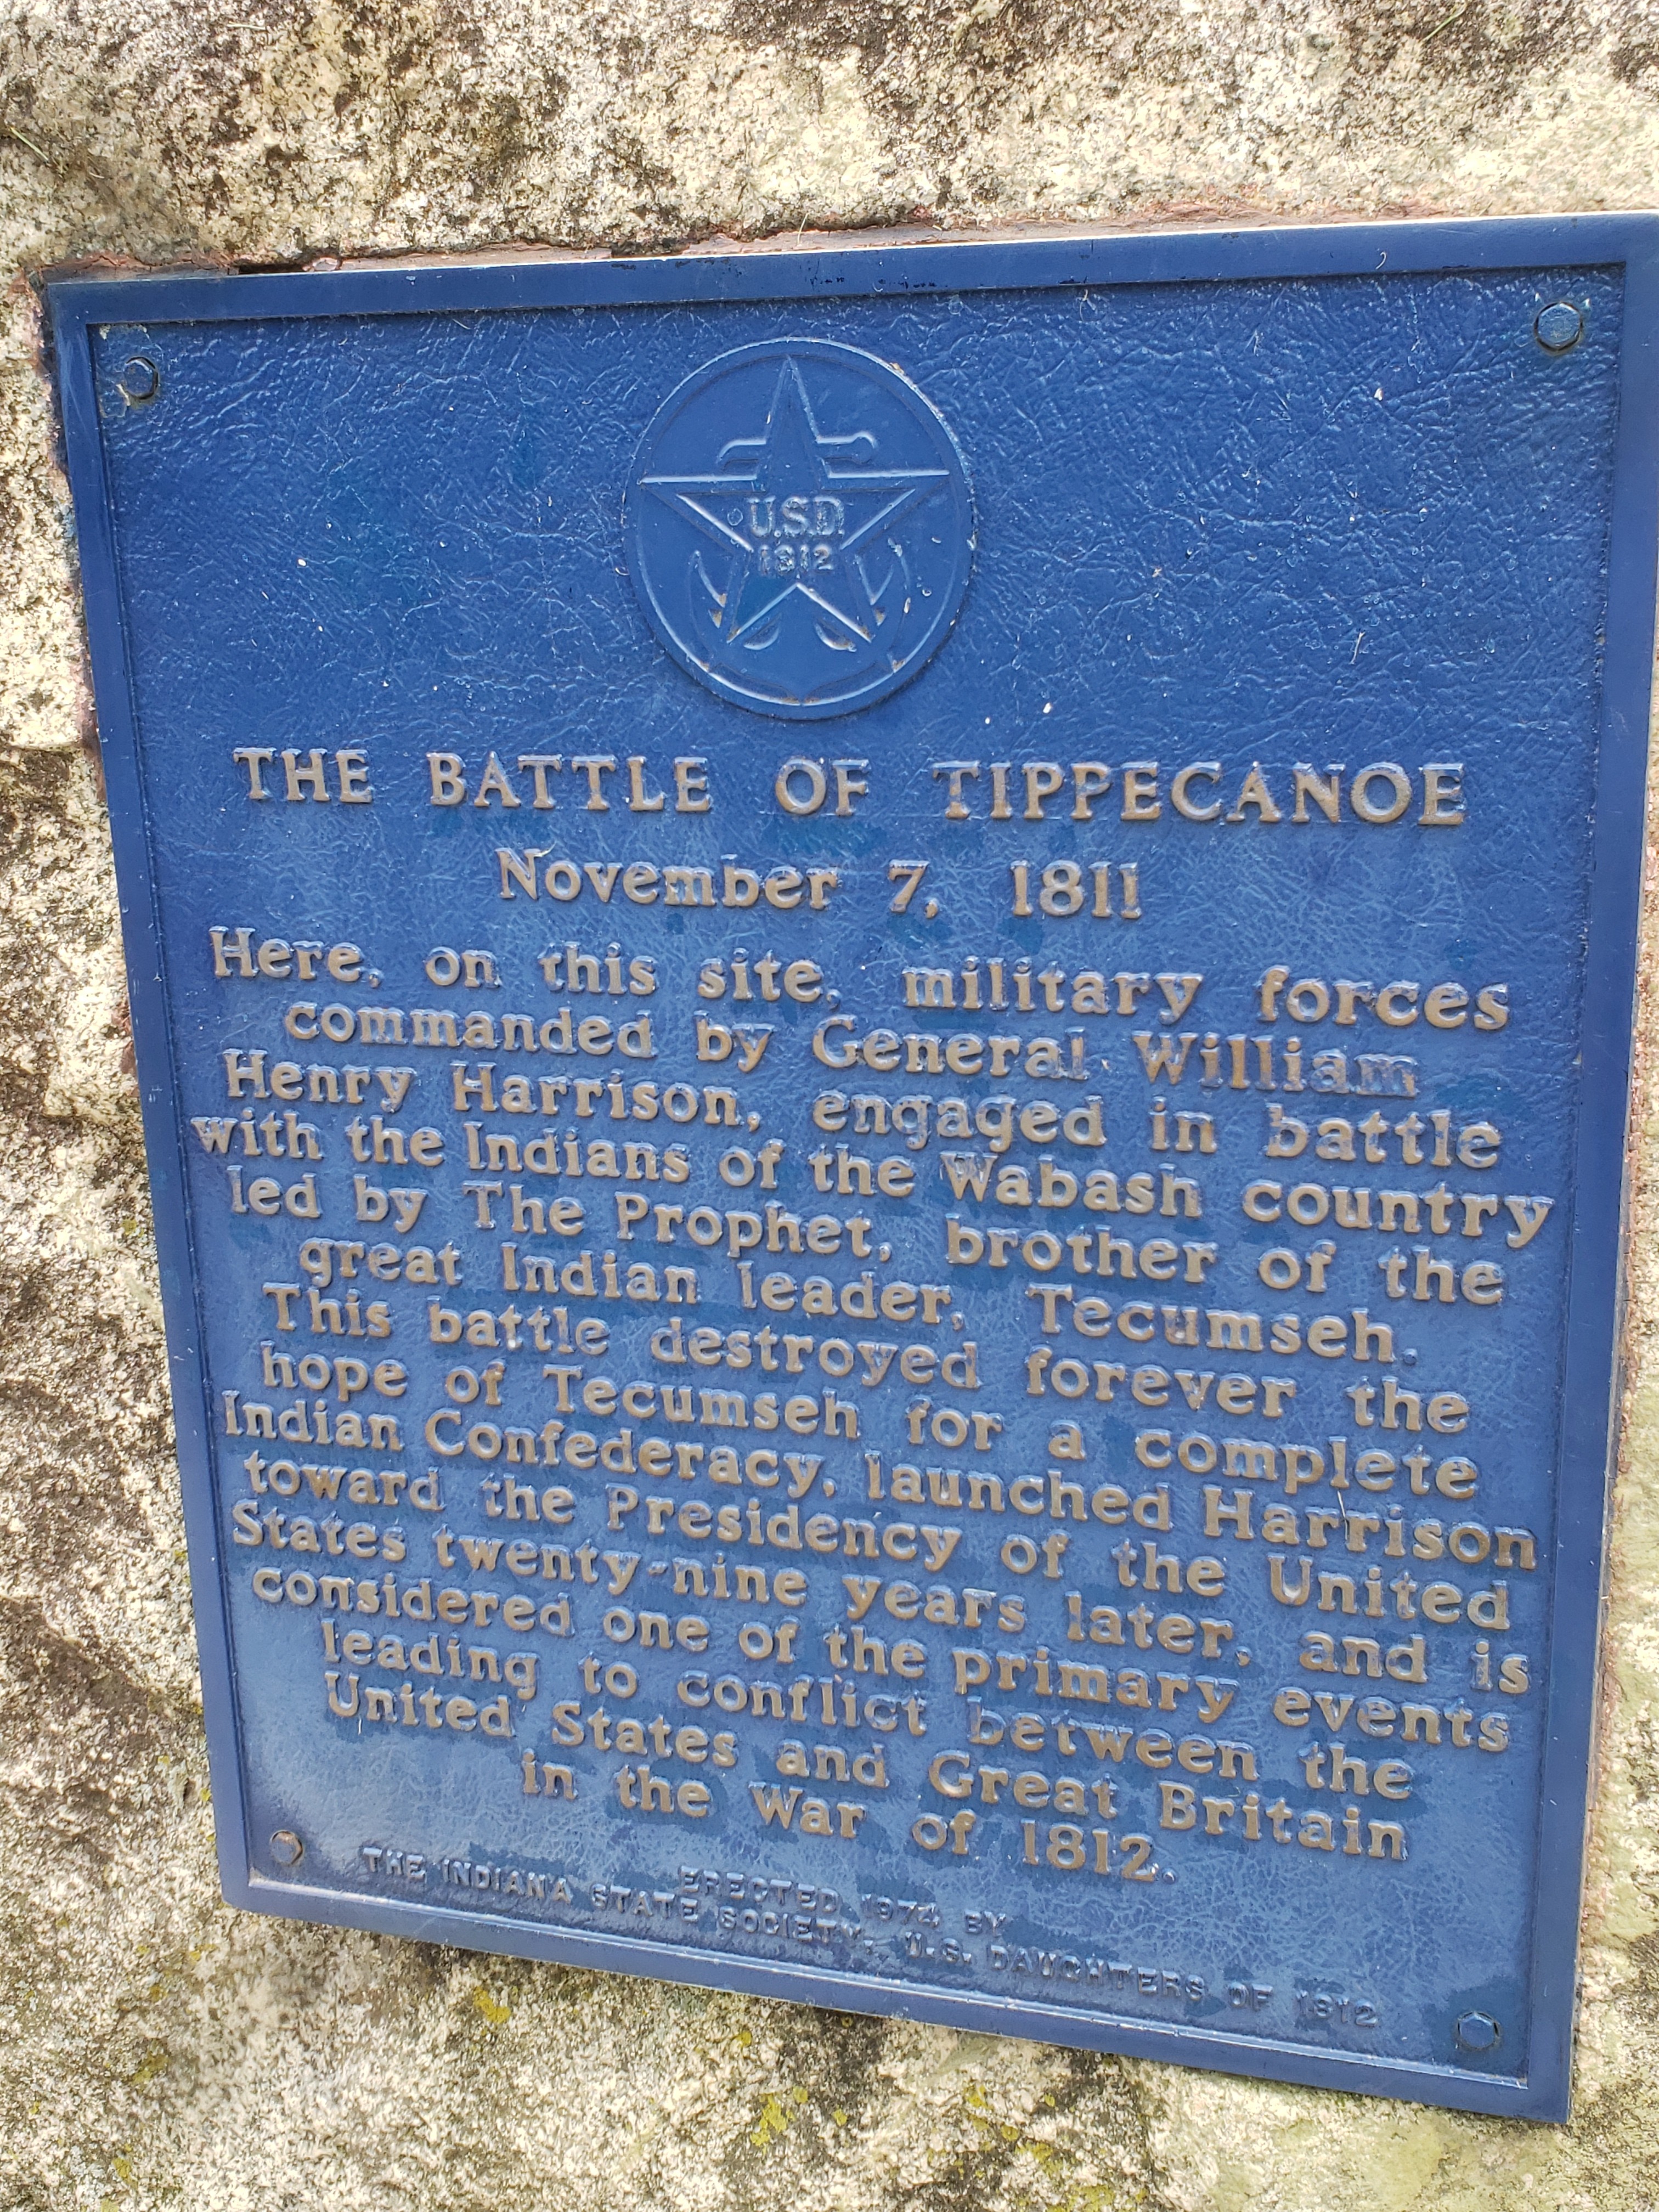 U.S.D.
1812
THE BATTLE OF TIPPECANOE
November 7, 1811
Here, on this site, military forces
commanded by General William
Henry Harrison, engaged in battle
with the Indians of the Wabash country
led by The Prophet, brother of the
great Indian leader, Tecumseh.
This battle destroyed forever the
hope of Tecumseh for a complete
Indian Confederacy, launched Harrison
toward the Presidency of the United
States twenty-nine years later, and is
considered one of the primary events
leading to conflict between the
United States and Great Britain
in the War of 1812.
ERECTED 1974 BY
THE INDIANA STATE SOCIETY, U.S. DAUGHTERS OF 1812